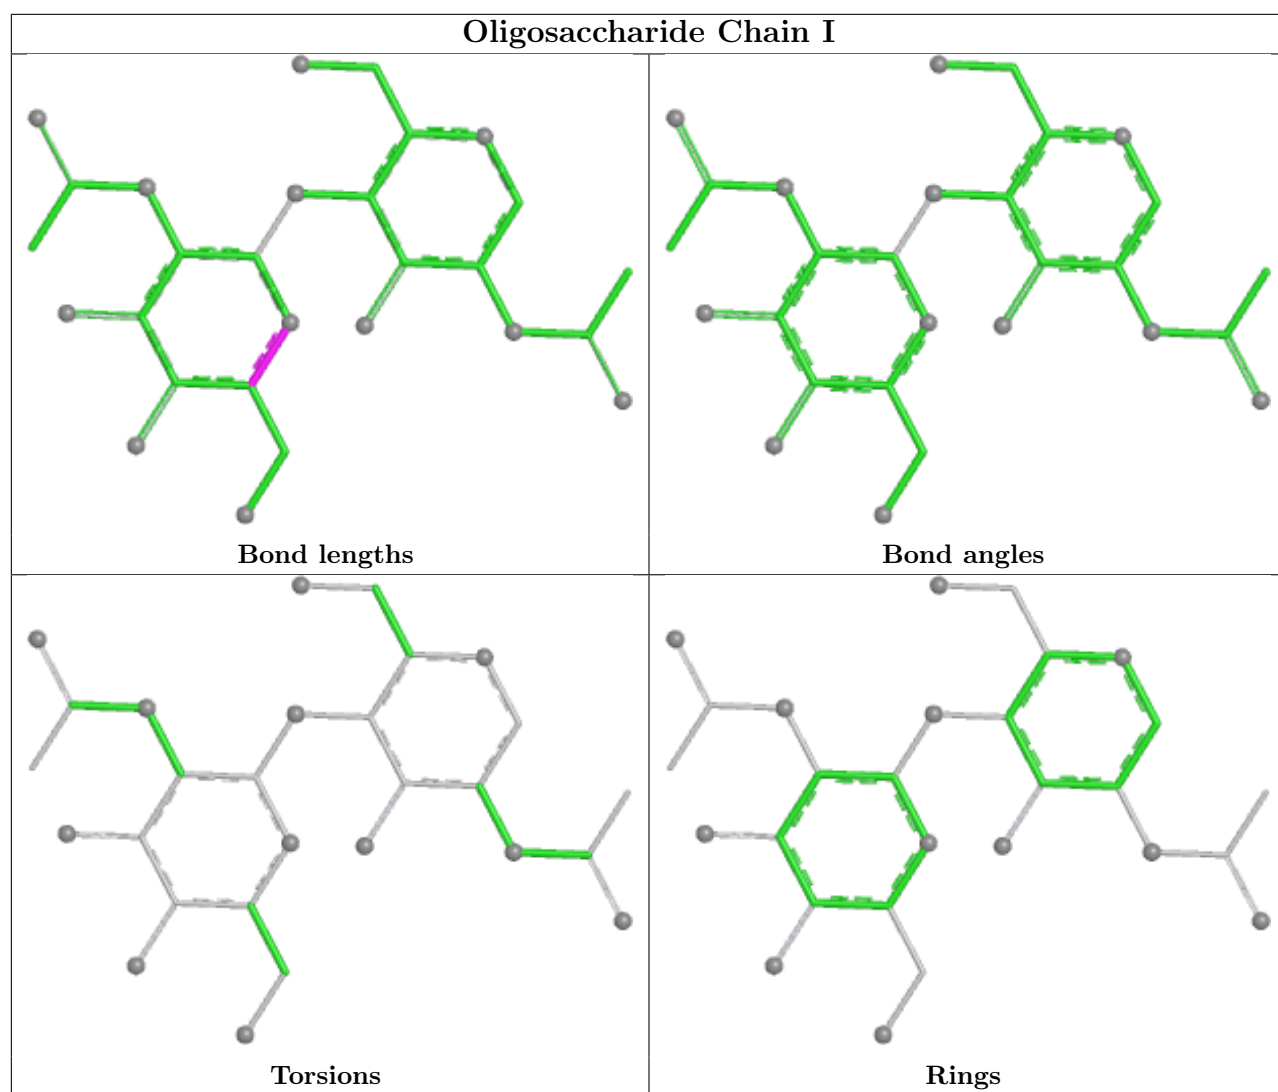 Oligosaccharide Chain I
Bond lengths
Bond angles
Torsions
Rings